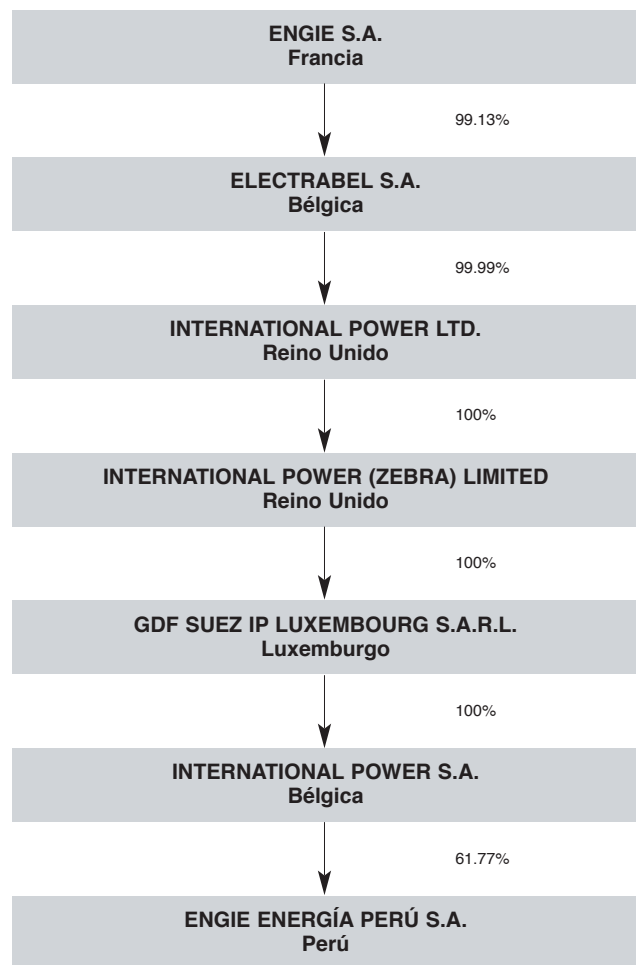 ENGIE S.A.
Francia
99.13%
ELECTRABEL S.A.
Bélgica
99.99%
INTERNATIONAL POWER LTD.
Reino Unido
100%
INTERNATIONAL POWER (ZEBRA) LIMITED
Reino Unido
100%
GDF SUEZ IP LUXEMBOURG S.A.R.L.
Luxemburgo
100%
INTERNATIONAL POWER S.A.
Bélgica
61.77%
ENGIE ENERGÍA PERÚ S.A.
Perú